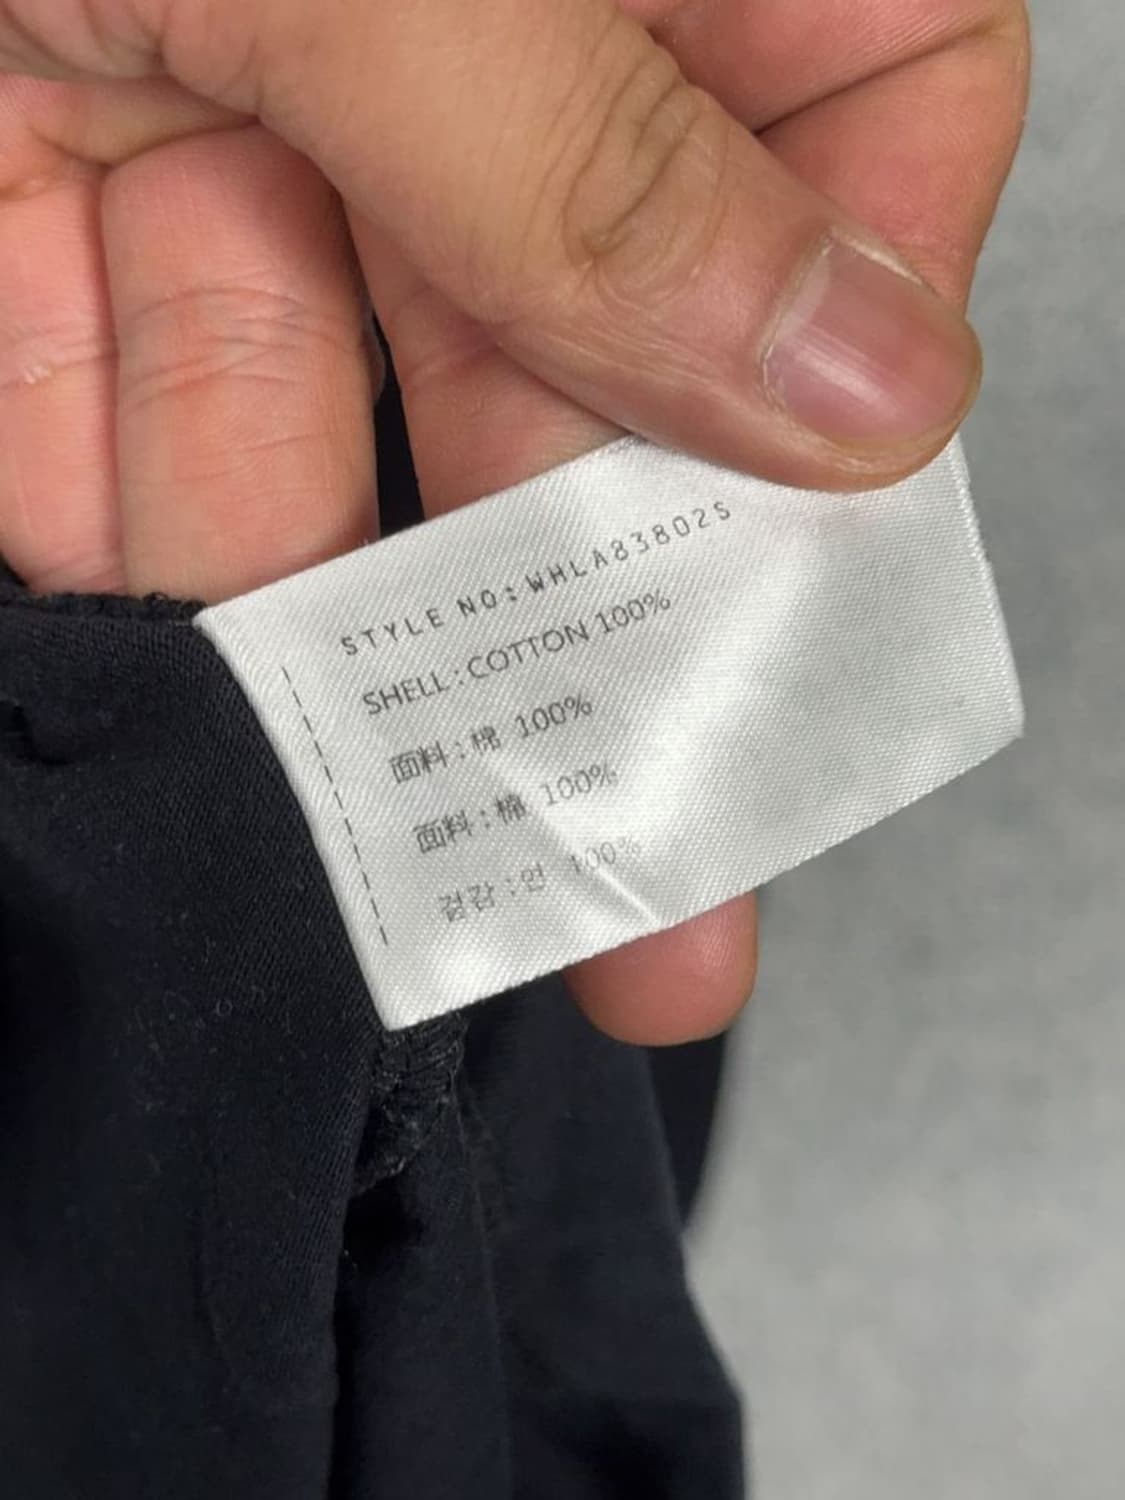 STYLE NO: WHLA83802S
SHELL : COTTON 100%
面料 : 棉 100%
面料 : 棉 100%
겉감 : 면 100%